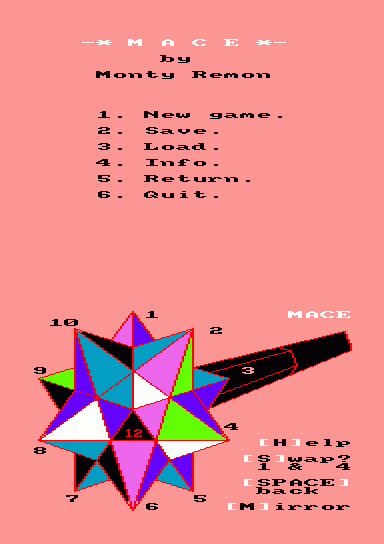 -* M A C E *-
by
Monty Remon
1. New game.
2. Save.
3. Load.
4. Info.
5. Return.
6. Quit.
MACE
1
10
2
3
9
4
12
8
7
5
6
[H]elp
[S]wap?
1 & 4
[SPACE]
back
[M]irror